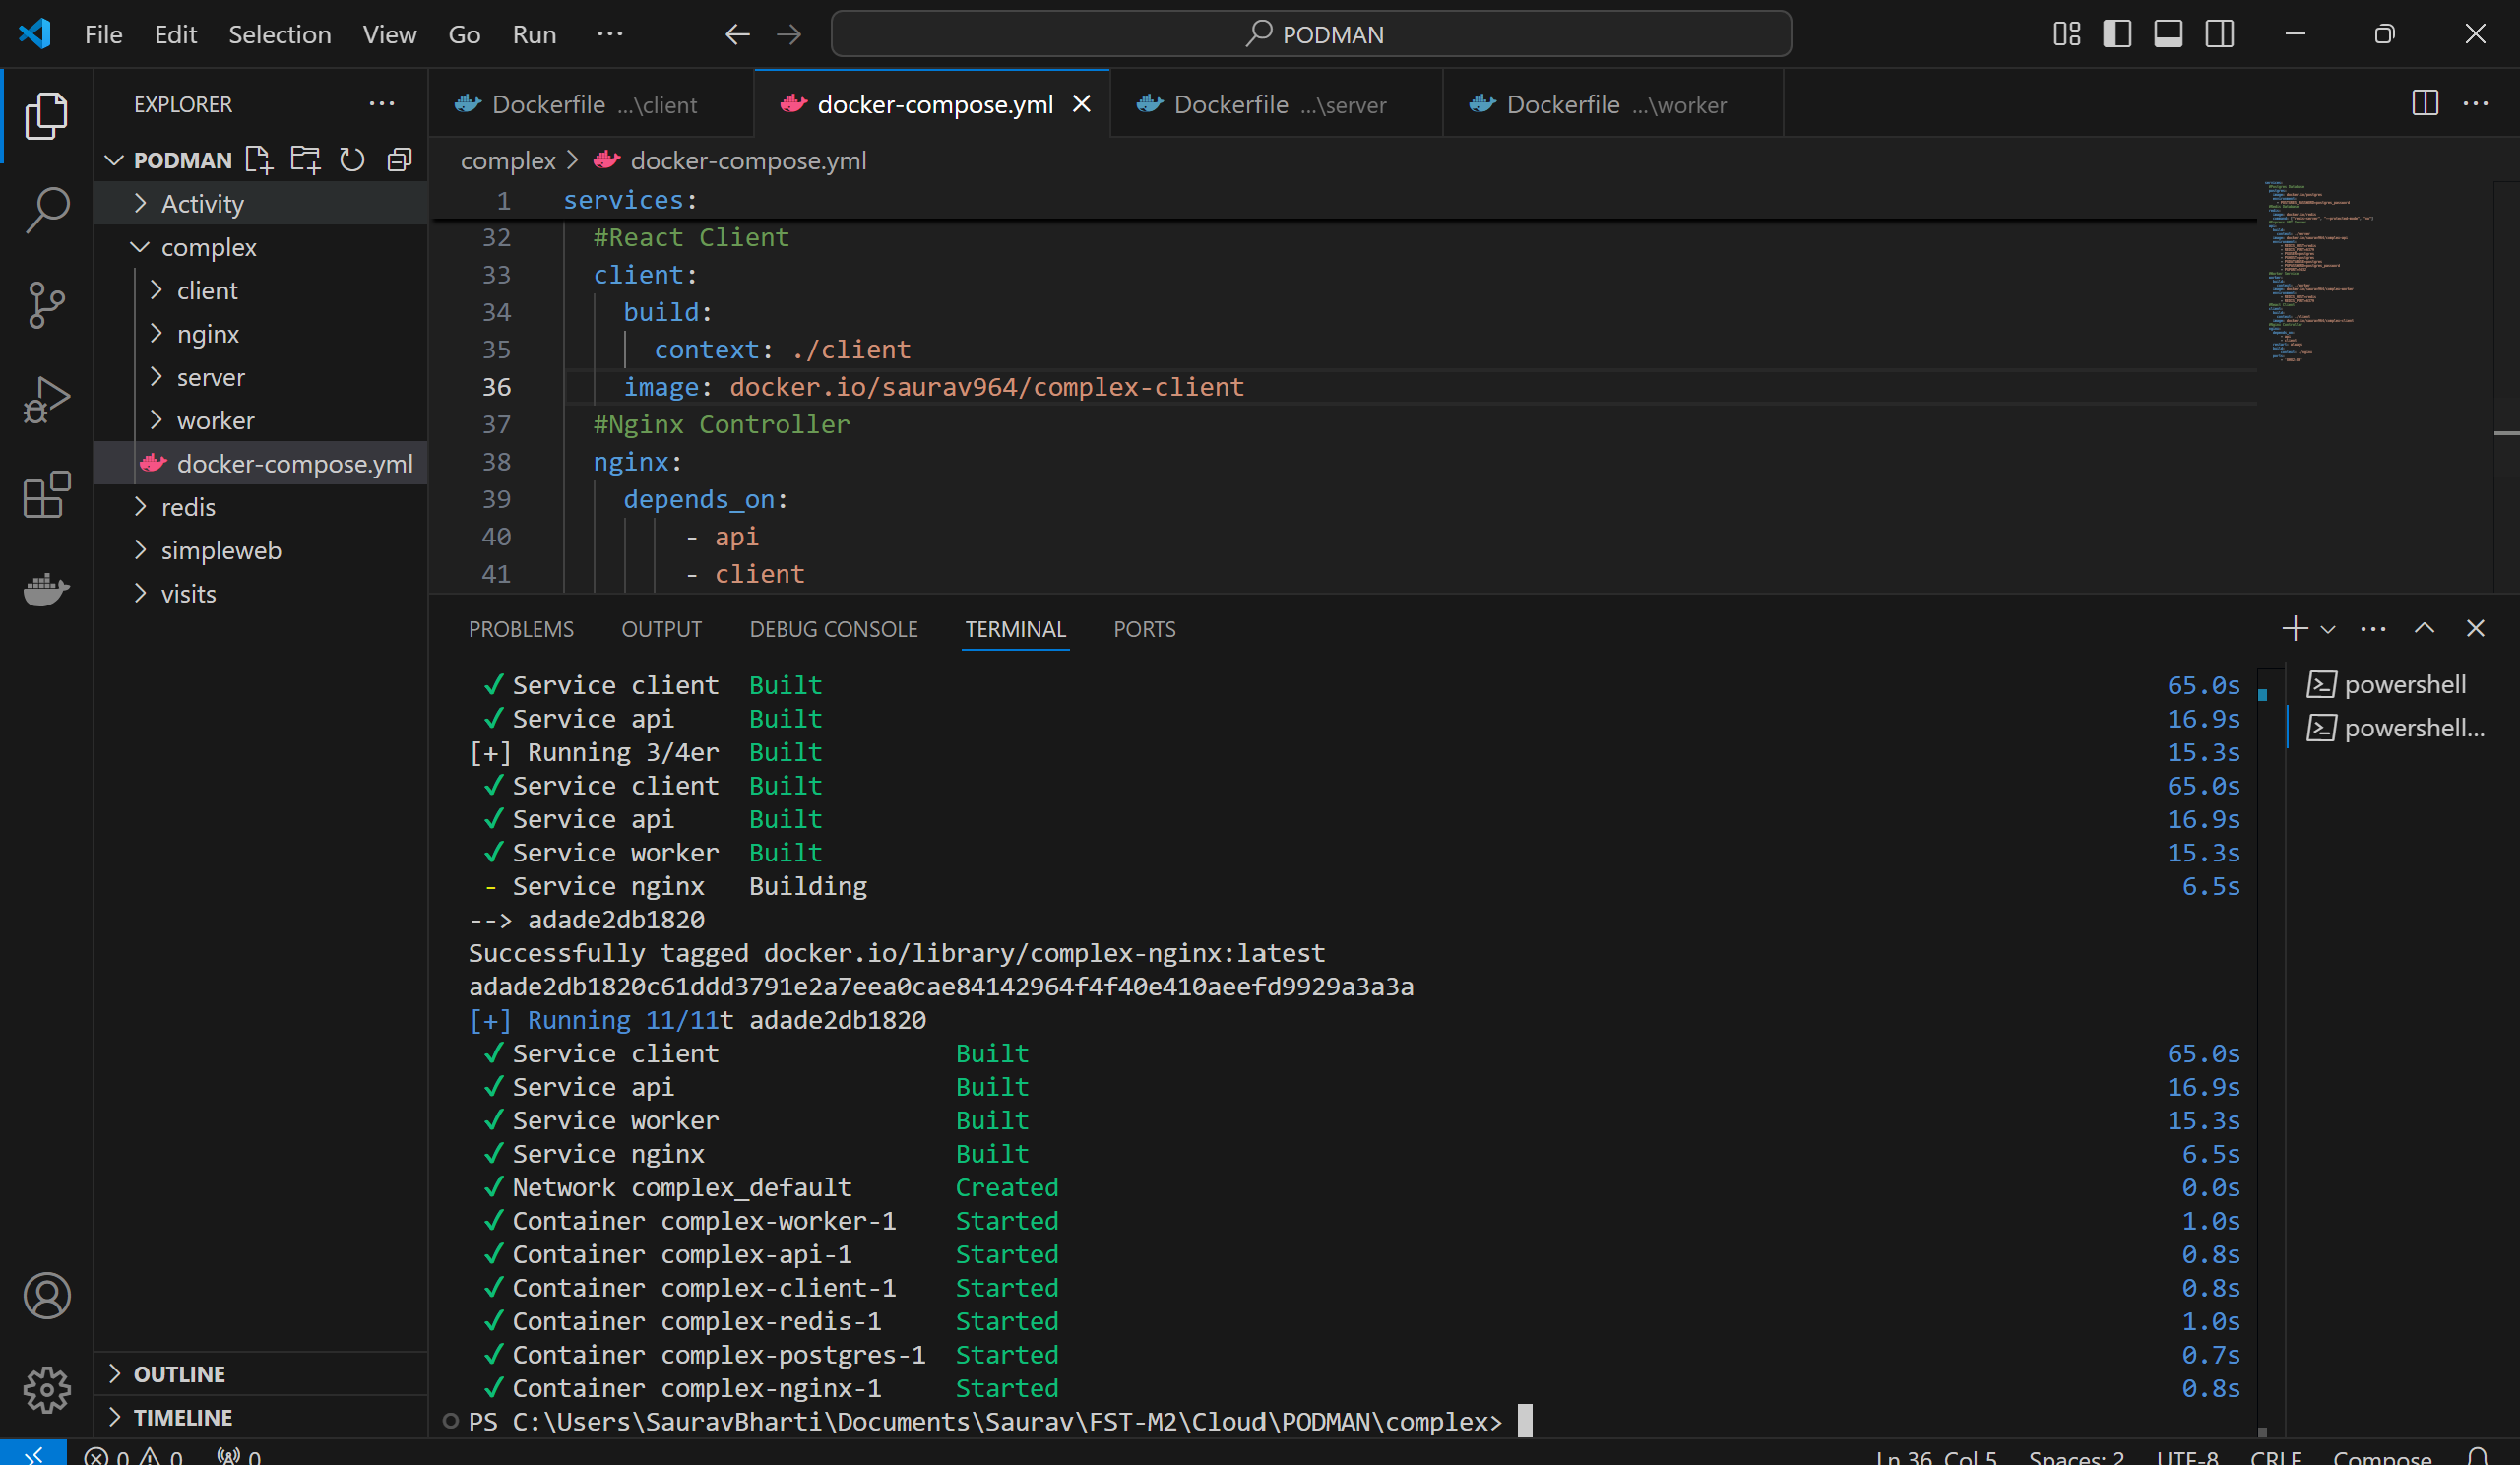 File Edit Selection View Go Run ··· PODMAN
EXPLORER
PODMAN
Activity
complex
client
nginx
server
worker
docker-compose.yml
redis
simpleweb
visits
OUTLINE
TIMELINE
Dockerfile ...\client docker-compose.yml Dockerfile ...\server Dockerfile ...\worker
complex > docker-compose.yml
1 services:
32 #React Client
33 client:
34 build:
35 context: ./client
36 image: docker.io/saurav964/complex-client
37 #Nginx Controller
38 nginx:
39 depends_on:
40 - api
41 - client
PROBLEMS OUTPUT DEBUG CONSOLE TERMINAL PORTS
✔ Service client Built 65.0s
✔ Service api Built 16.9s
[+] Running 3/4er Built 15.3s
✔ Service client Built 65.0s
✔ Service api Built 16.9s
✔ Service worker Built 15.3s
- Service nginx Building 6.5s
--> adade2db1820
Successfully tagged docker.io/library/complex-nginx:latest
adade2db1820c61ddd3791e2a7eea0cae84142964f4f40e410aeefd9929a3a3a
[+] Running 11/11t adade2db1820
✔ Service client Built 65.0s
✔ Service api Built 16.9s
✔ Service worker Built 15.3s
✔ Service nginx Built 6.5s
✔ Network complex_default Created 0.0s
✔ Container complex-worker-1 Started 1.0s
✔ Container complex-api-1 Started 0.8s
✔ Container complex-client-1 Started 0.8s
✔ Container complex-redis-1 Started 1.0s
✔ Container complex-postgres-1 Started 0.7s
✔ Container complex-nginx-1 Started 0.8s
PS C:\Users\SauravBharti\Documents\Saurav\FST-M2\Cloud\PODMAN\complex>
powershell
powershell...
0 0 0 Ln 36, Col 5 Spaces: 2 UTF-8 CRLF Compose